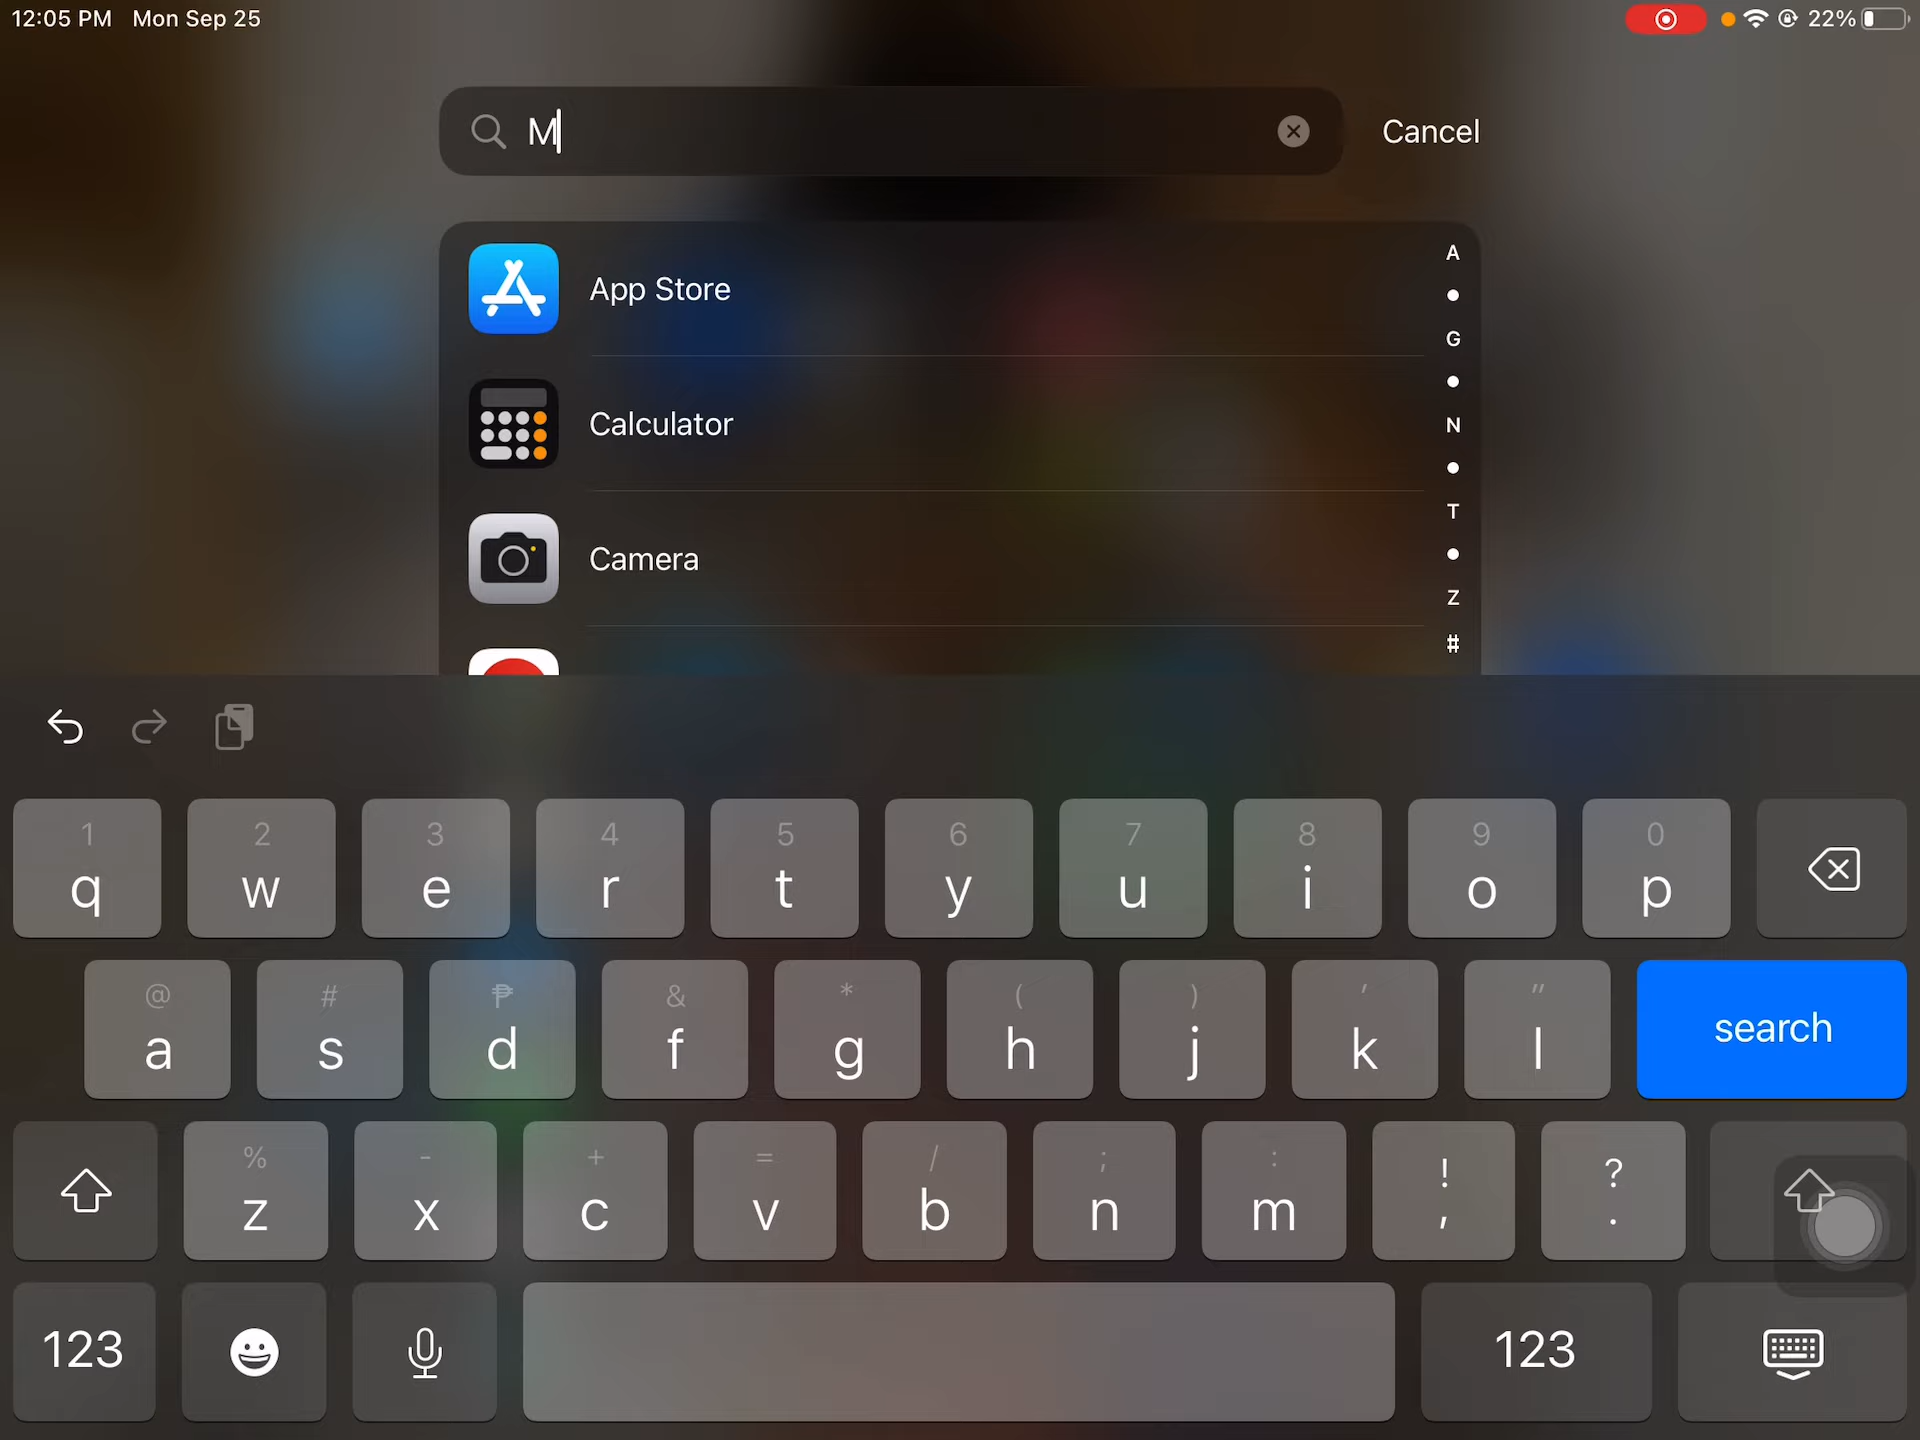 12:05 PM Mon Sep 25
22%
M
Cancel
App Store
Calculator
Camera
A
G
N
T
Z
#
1 2 3 4 5 6 7 8 9 0
q w e r t y u i o p
@ # ₱ & * ( ) ' "
a s d f g h j k l search
% - + = / ; : ! ?
z x c v b n m , .
123 123